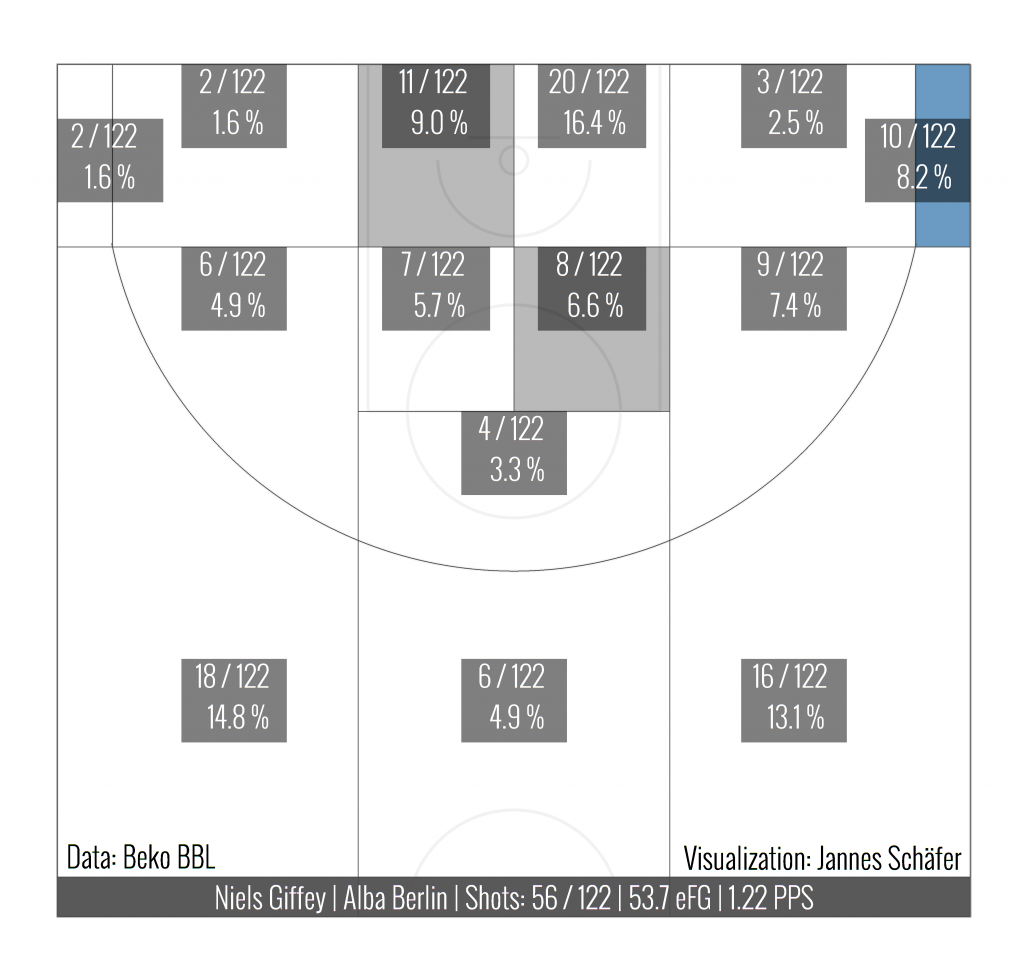 2 / 122
1.6 %
11 / 122
9.0 %
20 / 122
16.4 %
3 / 122
2.5 %
2 / 122
1.6 %
10 / 122
8.2 %
6 / 122
4.9 %
7 / 122
5.7 %
8 / 122
6.6 %
9 / 122
7.4 %
4 / 122
3.3 %
18 / 122
14.8 %
6 / 122
4.9 %
16 / 122
13.1 %
Data: Beko BBL
Visualization: Jannes Schäfer
Niels Giffey | Alba Berlin | Shots: 56 / 122 | 53.7 eFG | 1.22 PPS